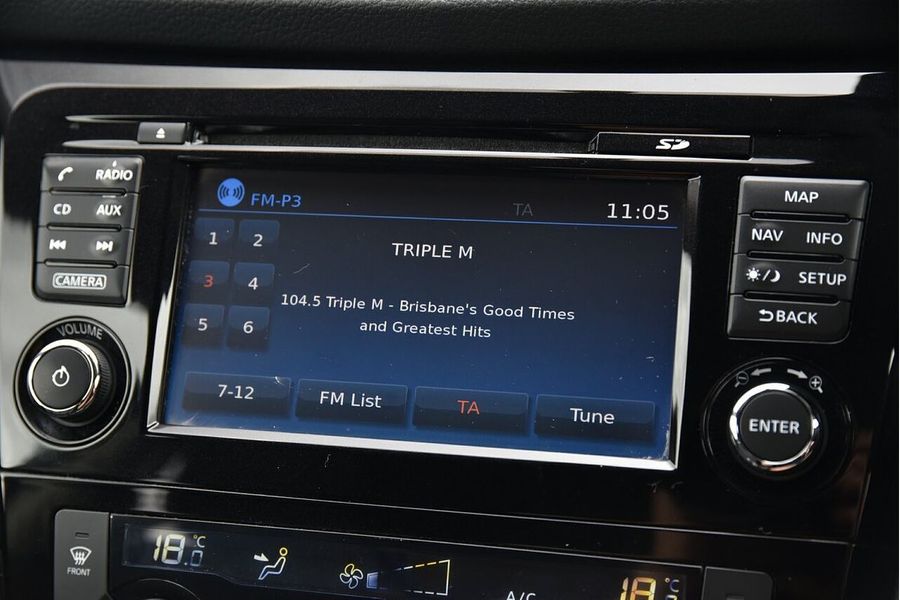 SD
RADIO
CD AUX
CAMERA
VOLUME
FM-P3
TA
11:05
1 2
3 4
5 6
TRIPLE M
104.5 Triple M - Brisbane's Good Times
and Greatest Hits
7-12
FM List
TA
Tune
MAP
NAV INFO
SETUP
BACK
ENTER
FRONT
18.0 °C
A/C
18 °C